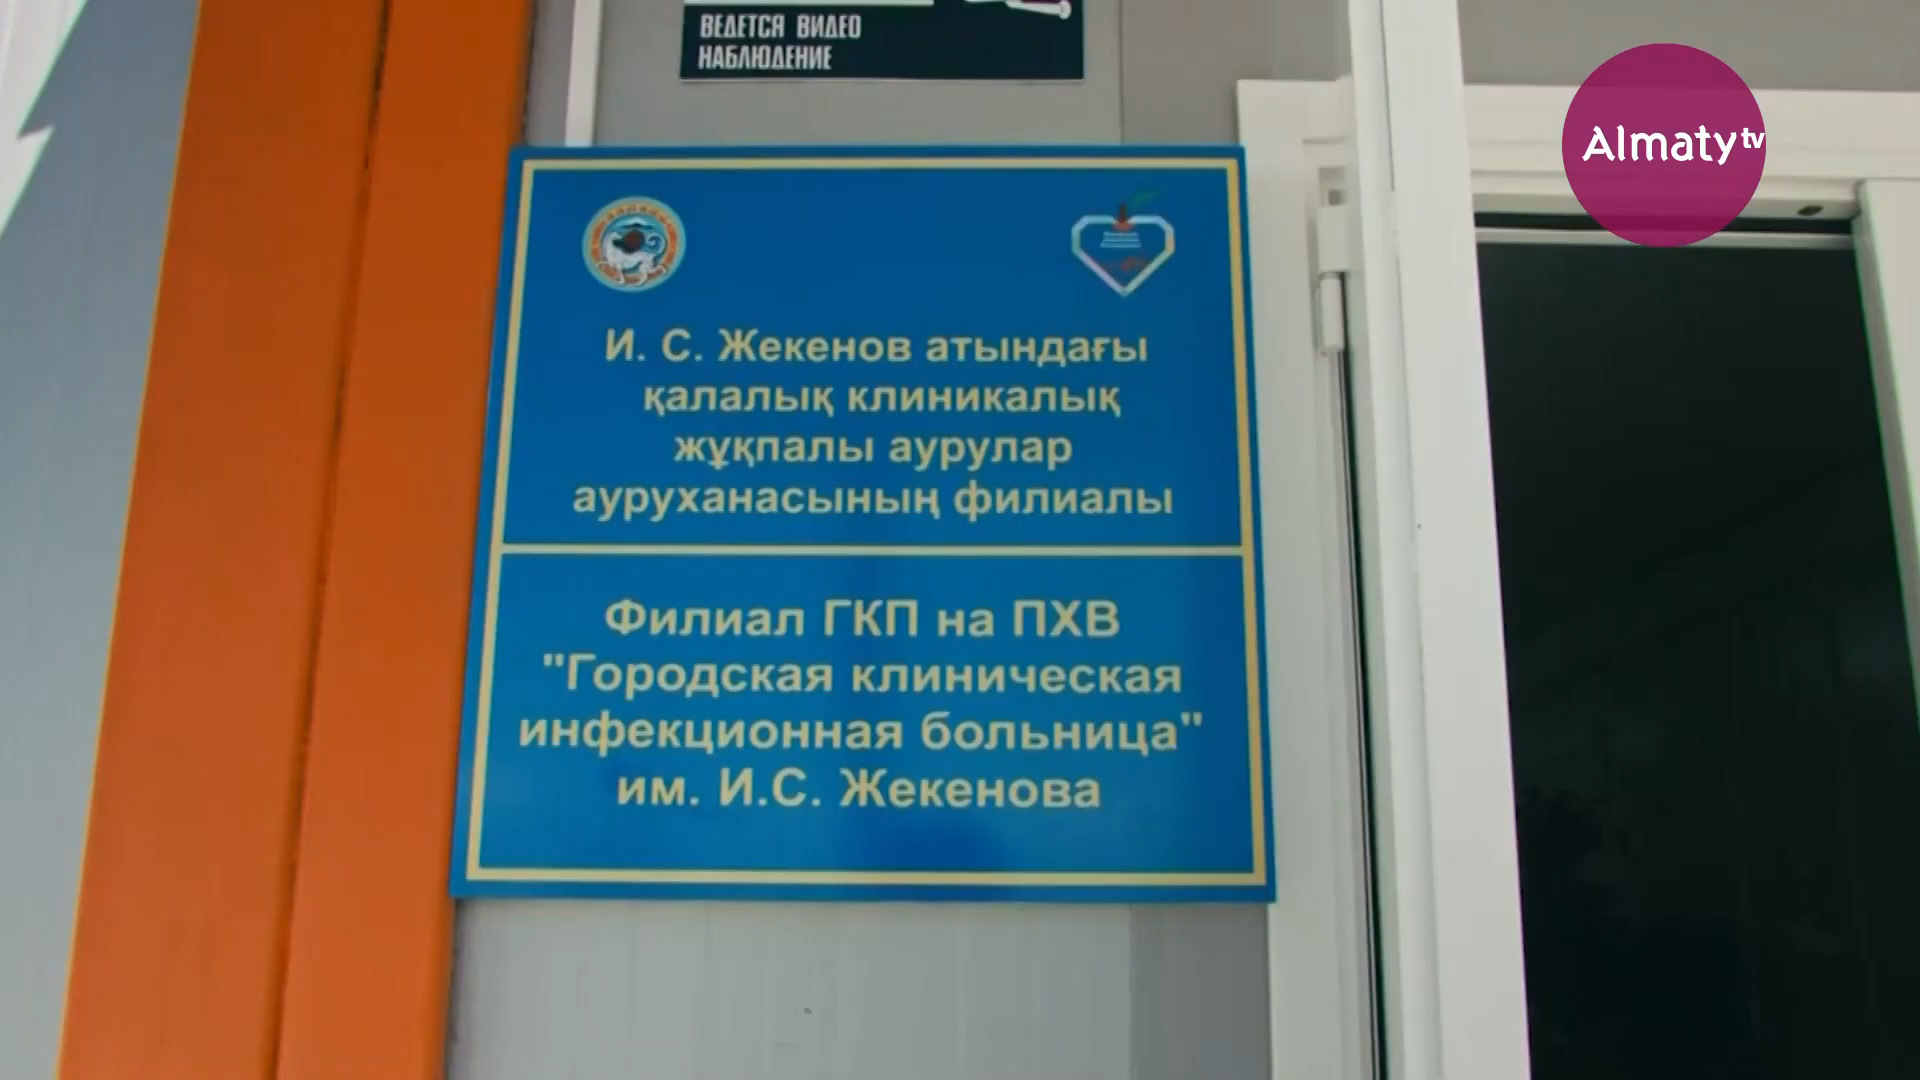 ВЕДЕТСЯ ВИДЕО
НАБЛЮДЕНИЕ
Almaty tv
И. С. Жекенов атындағы
қалалық клиникалық
жұқпалы аурулар
ауруханасының филиалы
Филиал ГКП на ПХВ
"Городская клиническая
инфекционная больница"
им. И.С. Жекенова